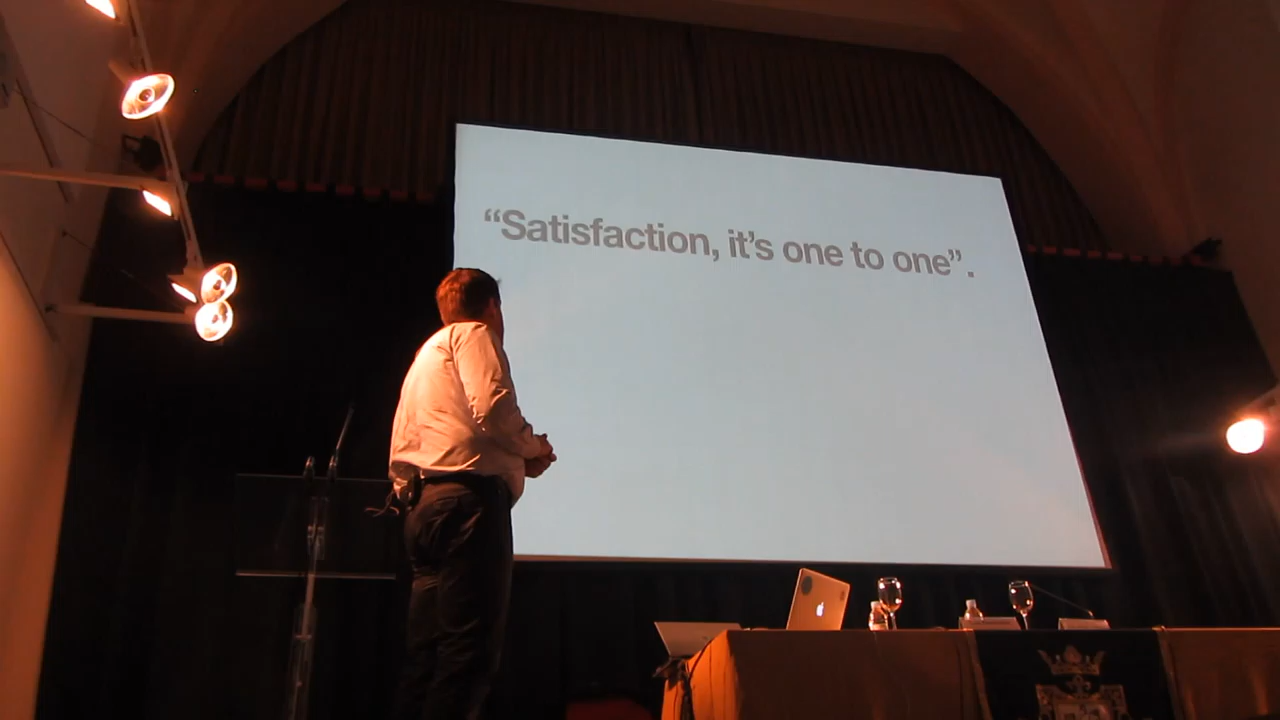 “Satisfaction, it’s one to one”.